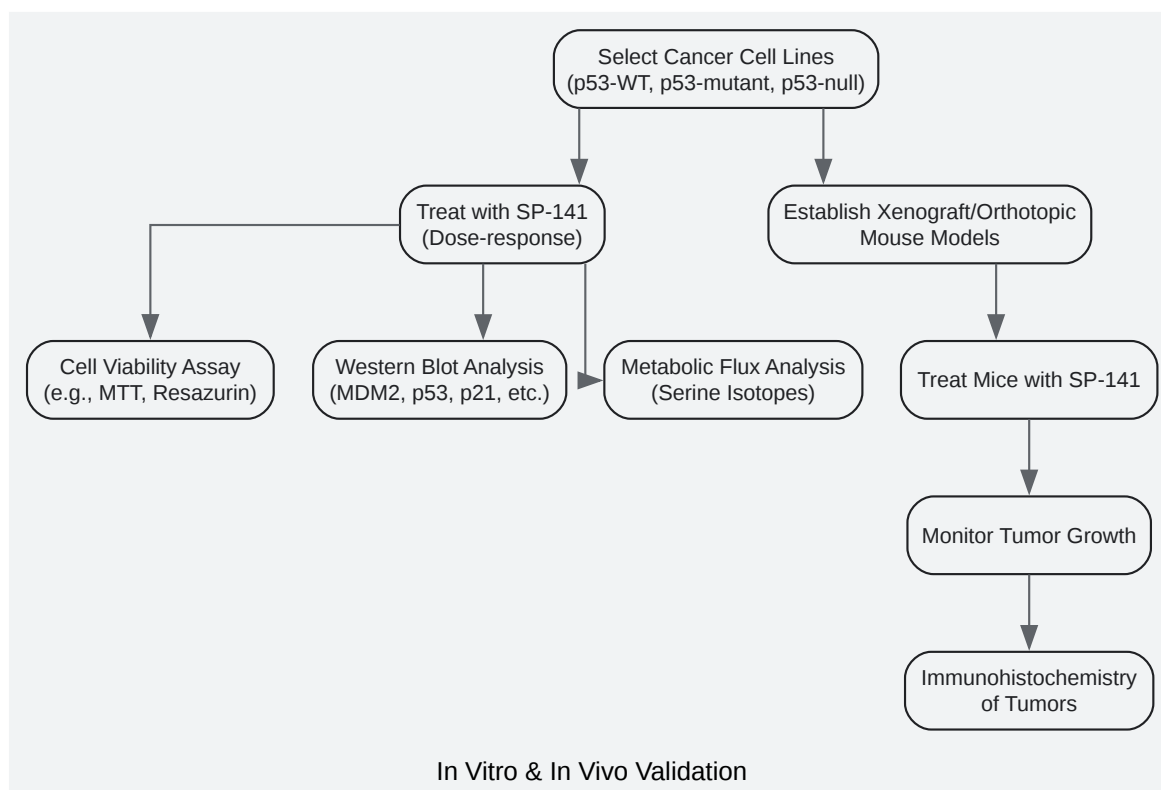 Select Cancer Cell Lines
(p53-WT, p53-mutant, p53-null)
Treat with SP-141
(Dose-response)
Establish Xenograft/Orthotopic
Mouse Models
Cell Viability Assay
(e.g., MTT, Resazurin)
Western Blot Analysis
(MDM2, p53, p21, etc.)
Metabolic Flux Analysis
(Serine Isotopes)
Treat Mice with SP-141
Monitor Tumor Growth
Immunohistochemistry
of Tumors
In Vitro & In Vivo Validation